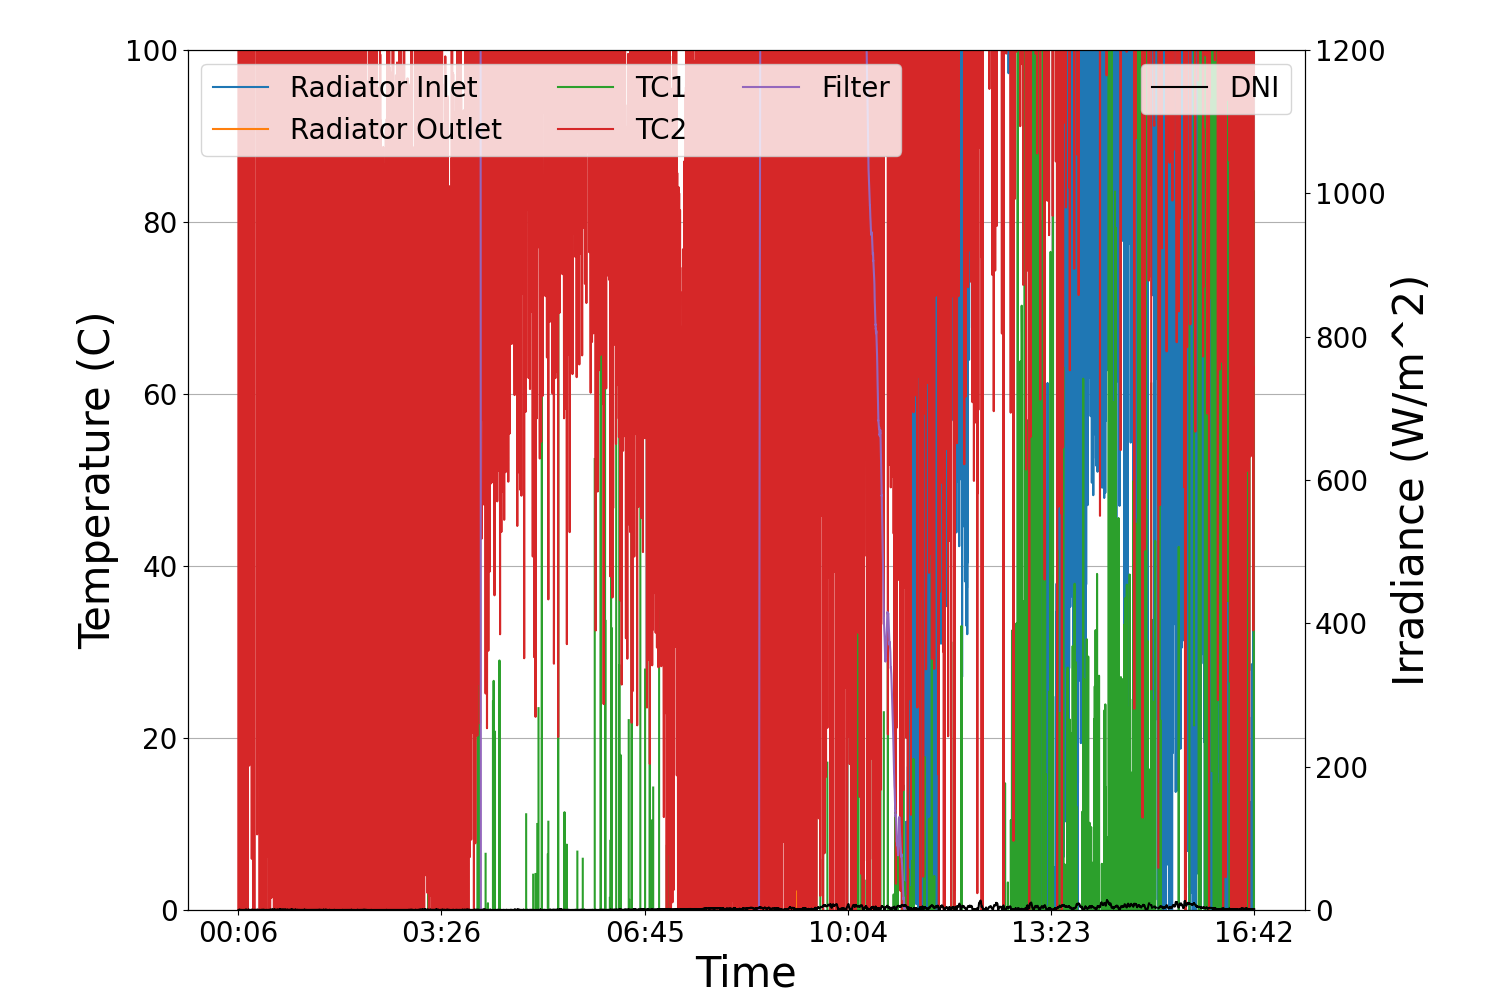 Radiator Inlet
Radiator Outlet
TC1
TC2
Filter
DNI
100
80
60
40
20
0
Temperature (C)
1200
1000
800
600
400
200
0
Irradiance (W/m^2)
00:06 03:26 06:45 10:04 13:23 16:42
Time